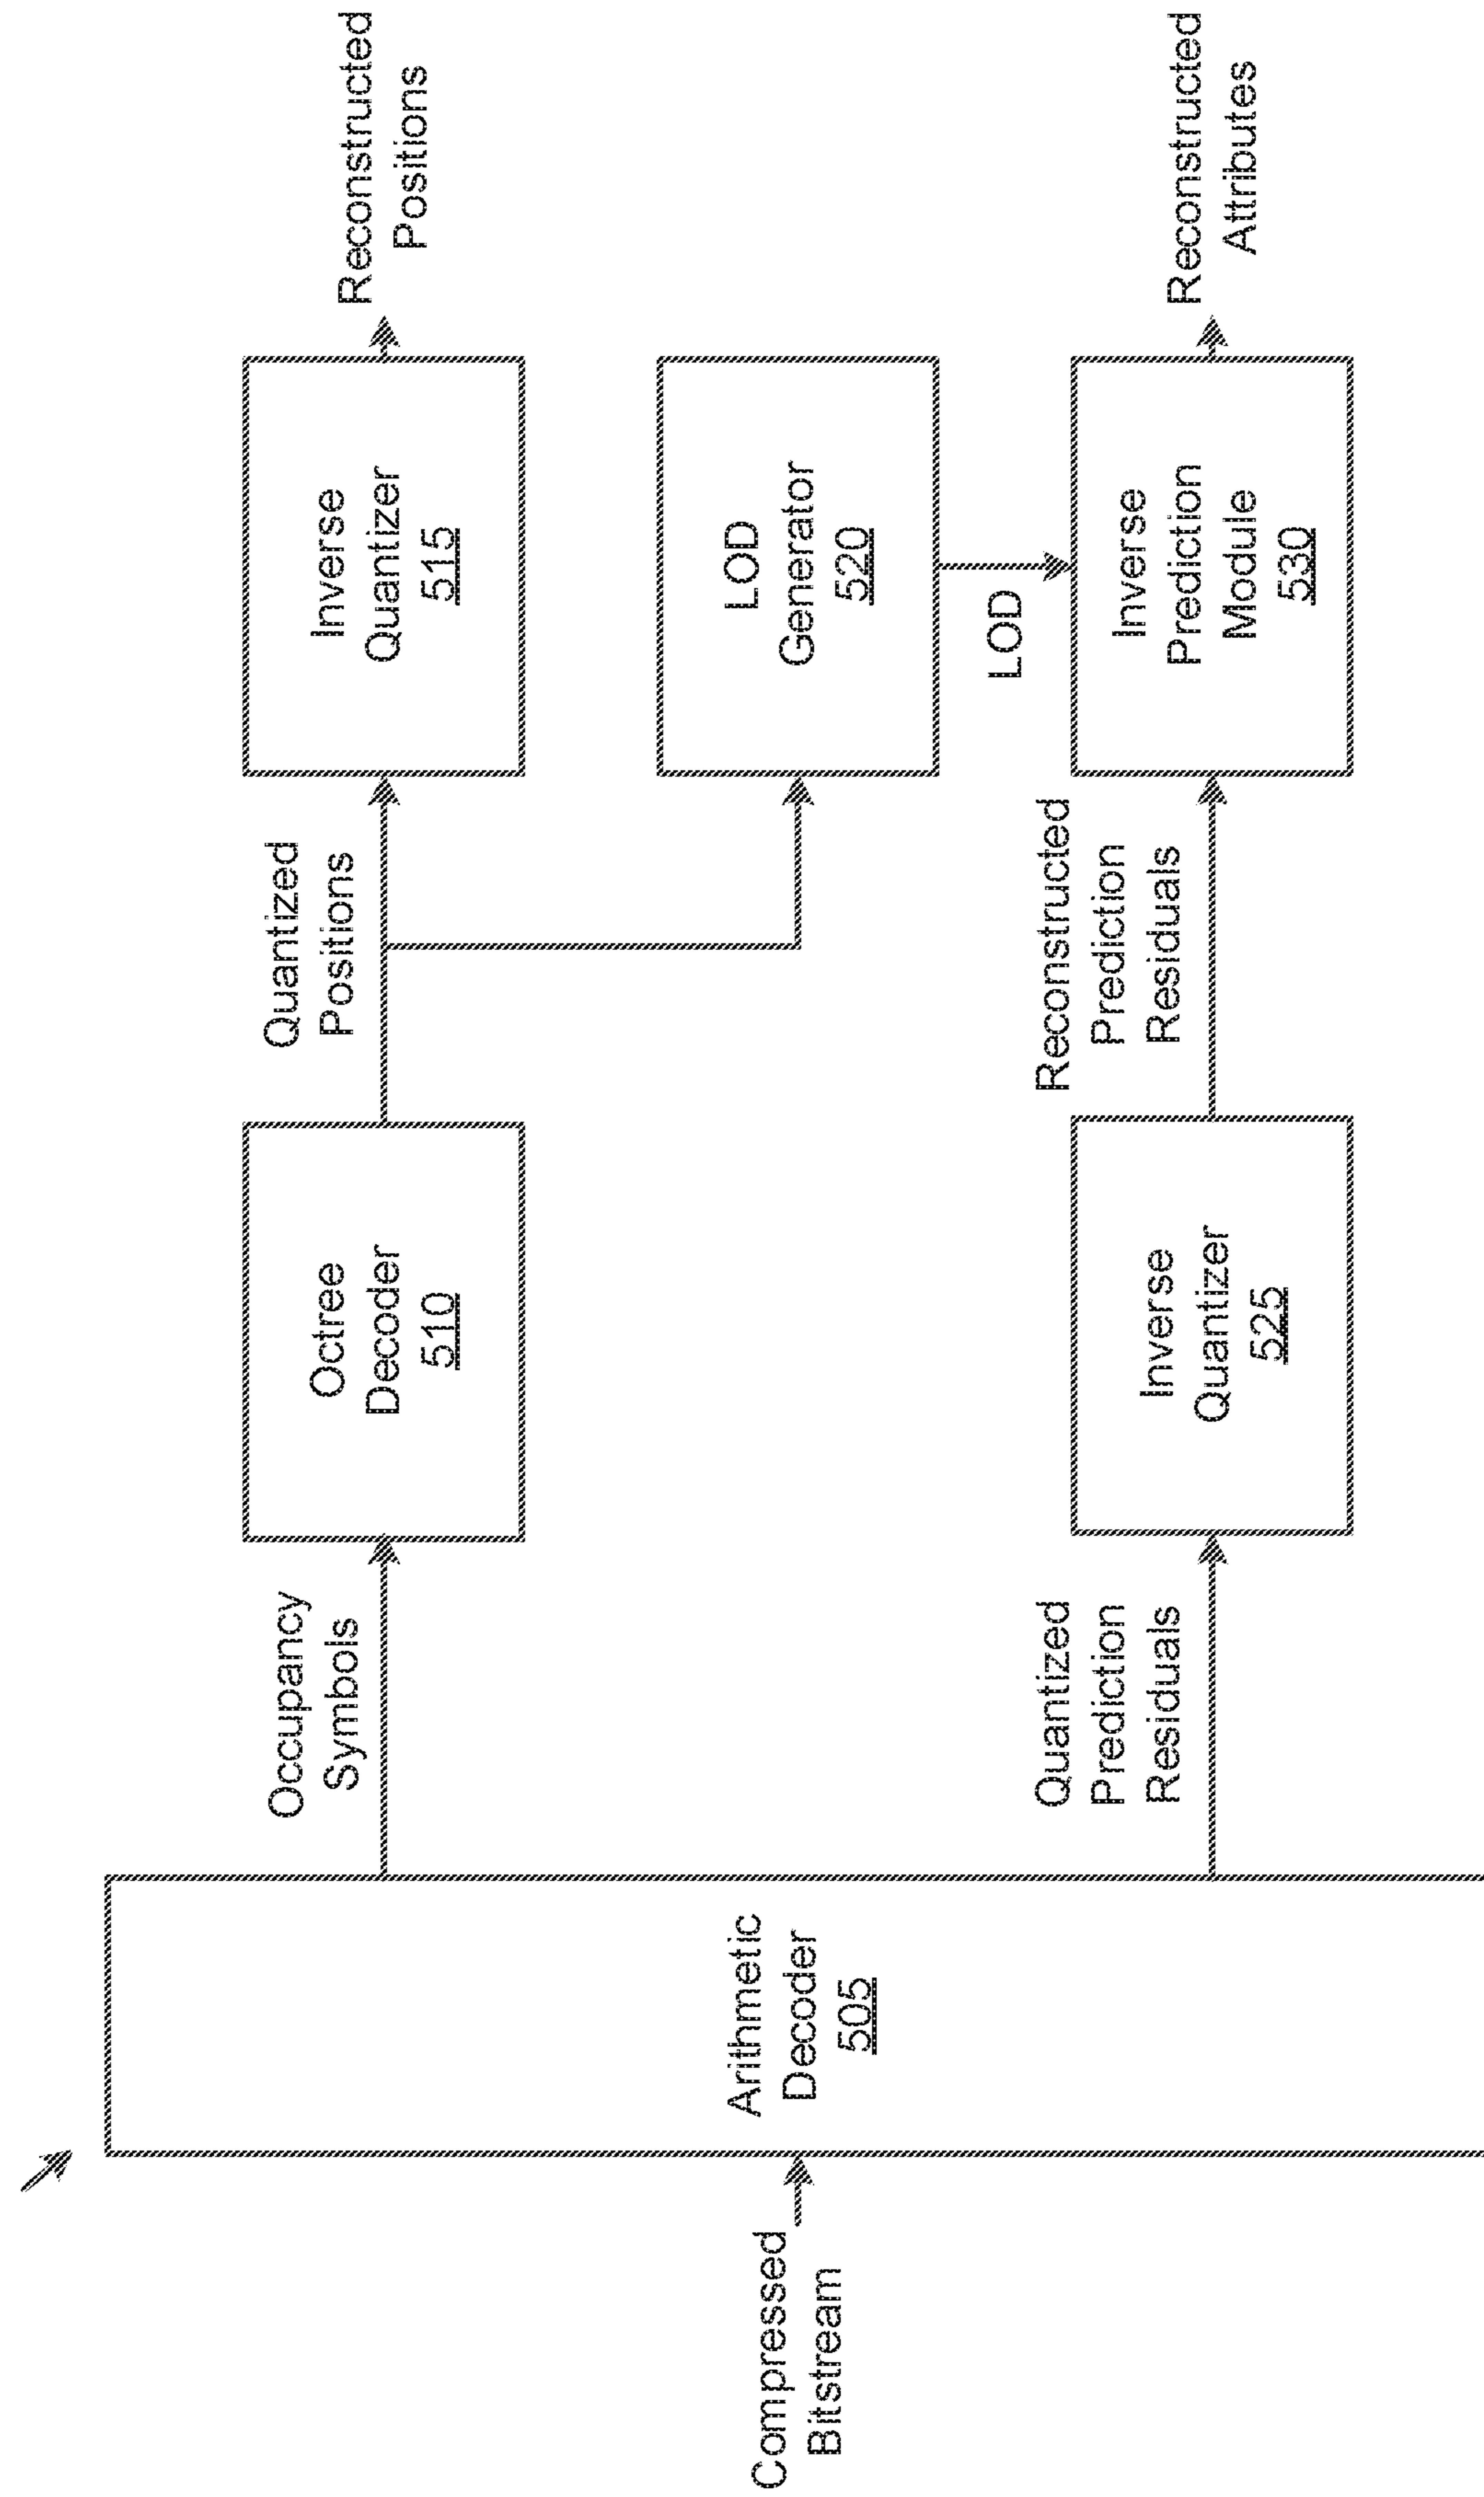 Compressed
Bitstream
Arithmetic
Decoder
505
Occupancy
Symbols
Octree
Decoder
510
Quantized
Positions
Inverse
Quantizer
515
Reconstructed
Positions
LOD
Generator
520
LOD
Quantized
Prediction
Residuals
Inverse
Quantizer
525
Reconstructed
Prediction
Residuals
Inverse
Prediction
Module
530
Reconstructed
Attributes